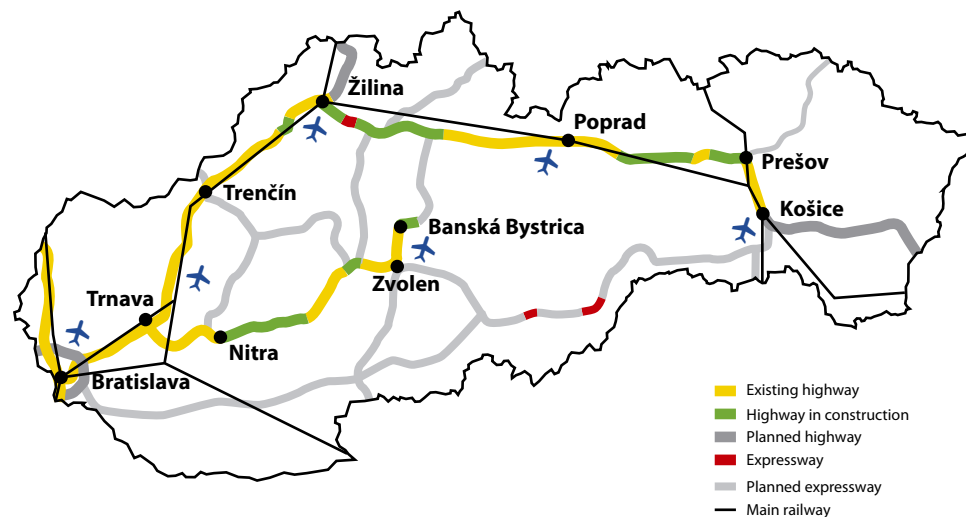 Žilina
Poprad
Prešov
Trenčín
Košice
Banská Bystrica
Zvolen
Trnava
Nitra
Bratislava
Existing highway
Highway in construction
Planned highway
Expressway
Planned expressway
Main railway